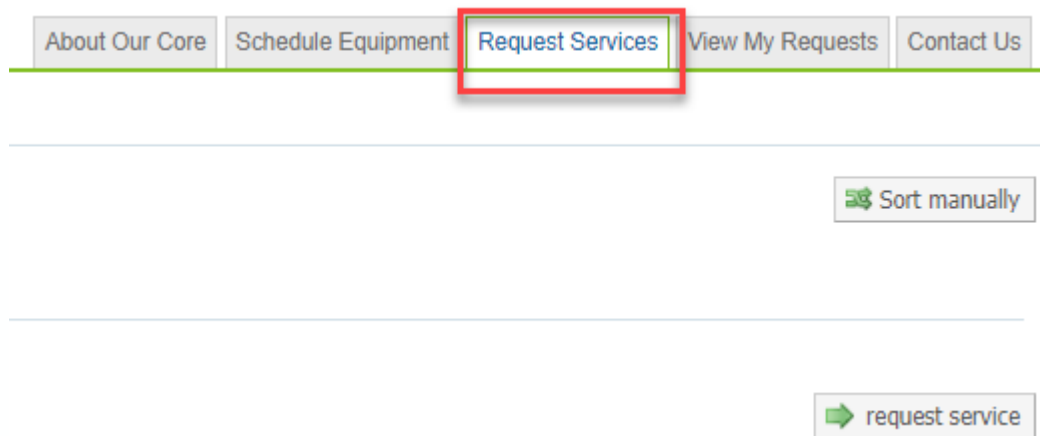 About Our Core Schedule Equipment Request Services View My Requests Contact Us
Sort manually
request service